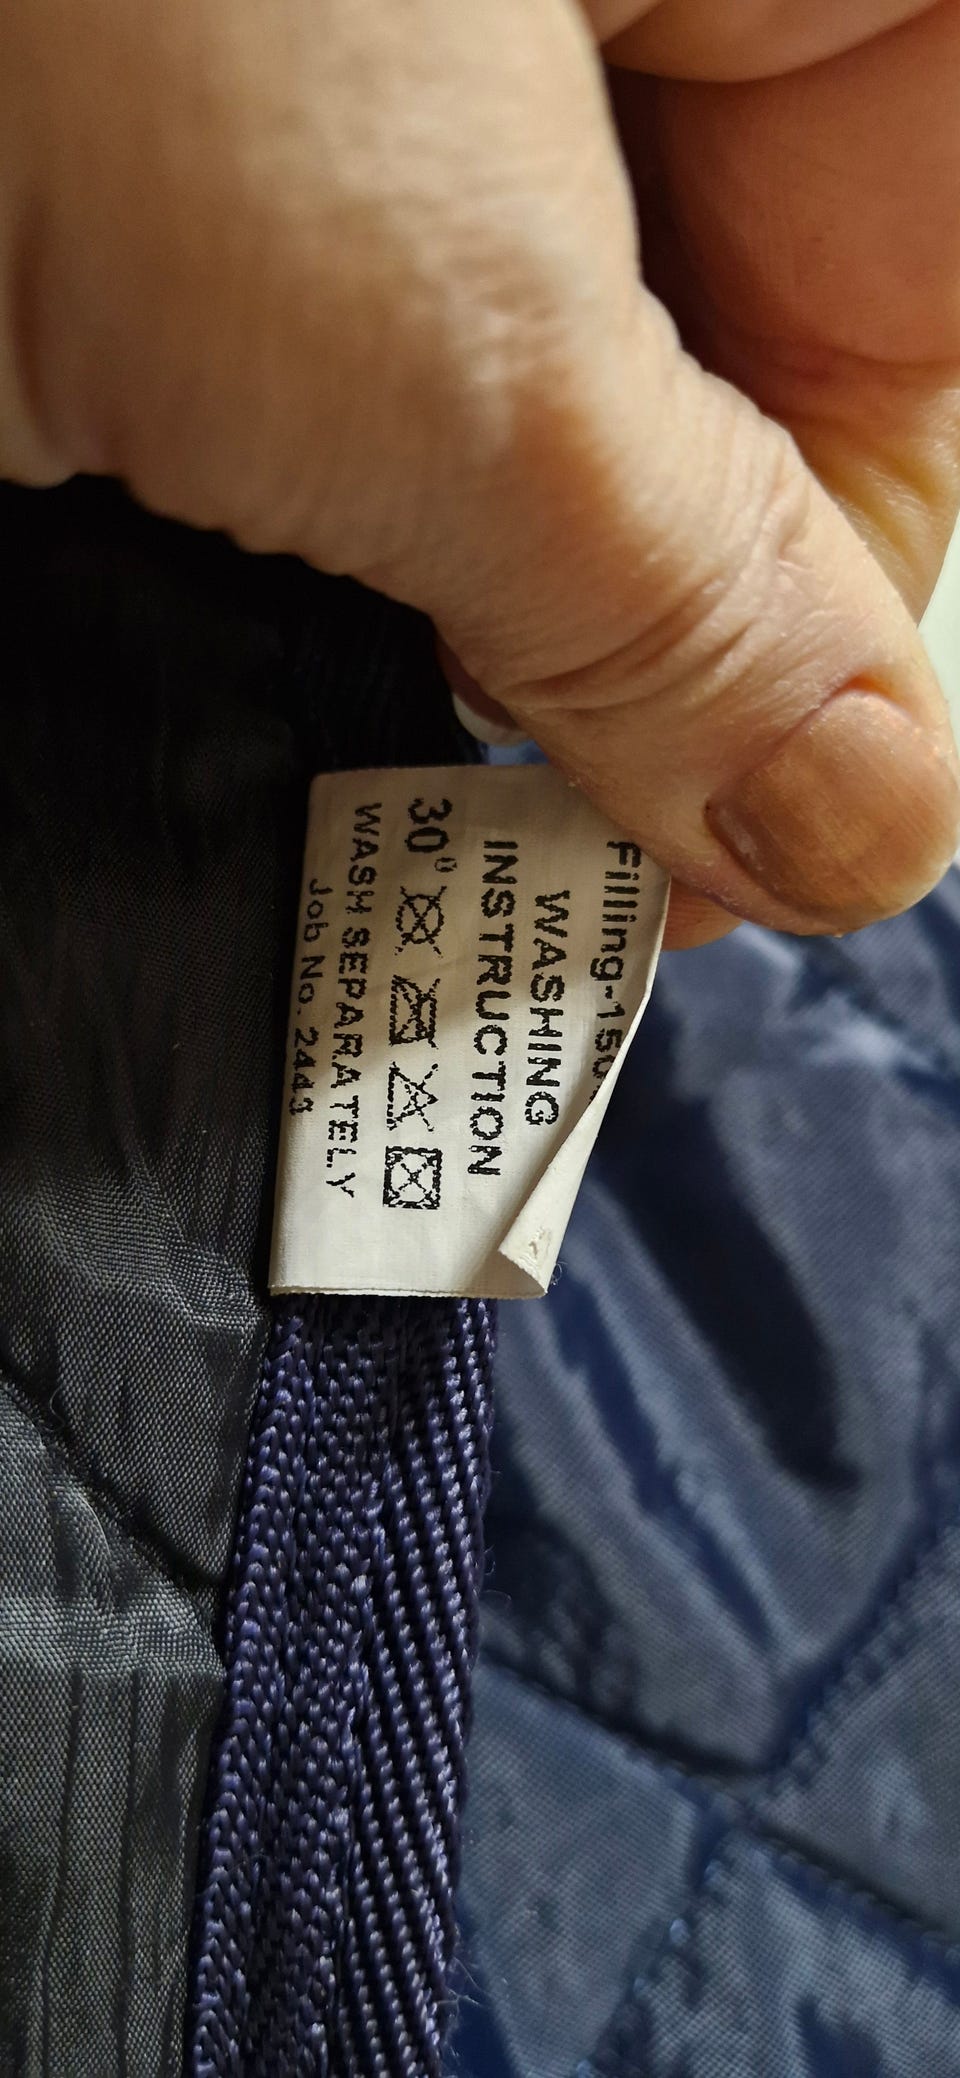 Filling-150
WASHING
INSTRUCTION
30°
WASH SEPARATELY
Job No. 2443